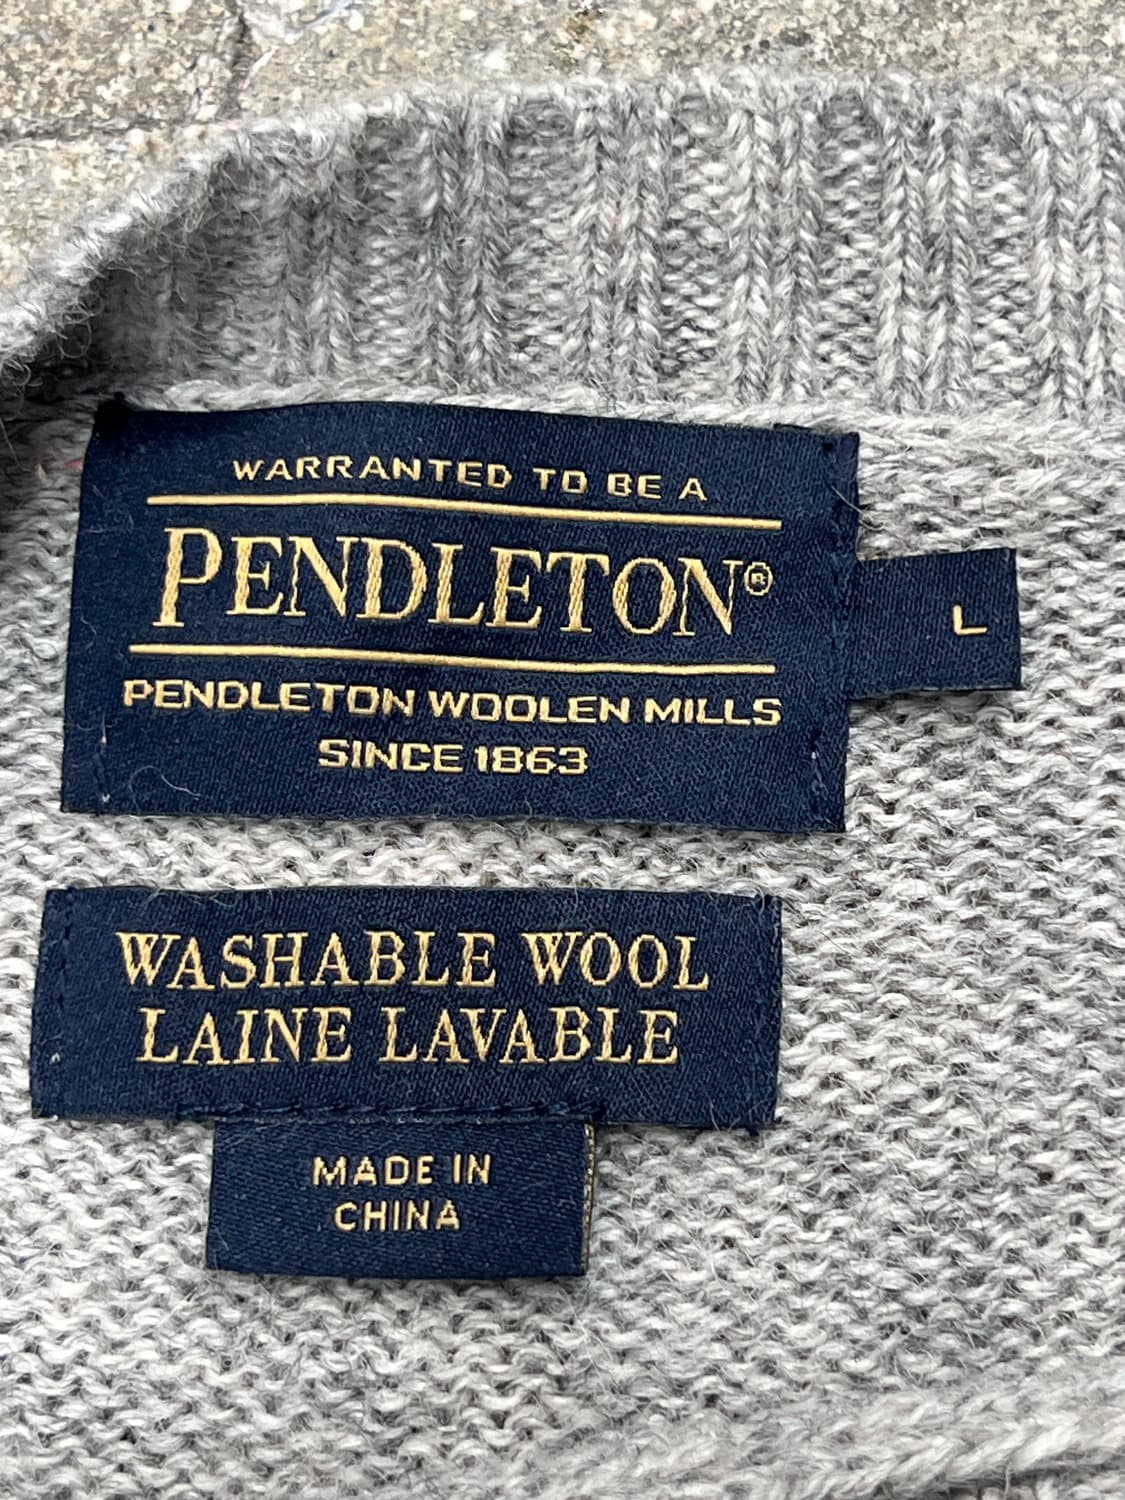 WARRANTED TO BE A
PENDLETON®
L
PENDLETON WOOLEN MILLS
SINCE 1863
WASHABLE WOOL
LAINE LAVABLE
MADE IN
CHINA